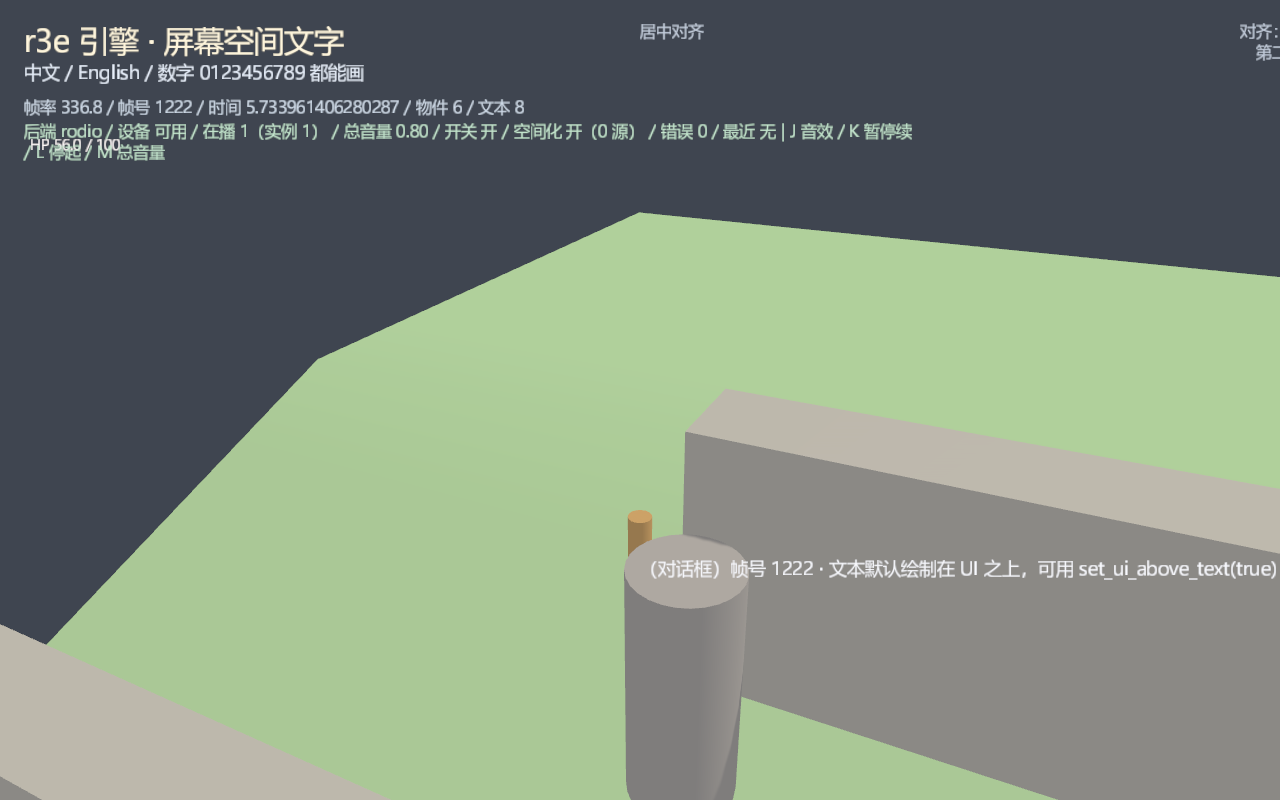 r3e 引擎 · 屏幕空间文字
居中对齐
对齐:
第二
中文 / English / 数字 0123456789 都能画
帧率 336.8 / 帧号 1222 / 时间 5.733961406280287 / 物件 6 / 文本 8
后端 rodio / 设备 可用 / 在播 1（实例 1） / 总音量 0.80 / 开关 开 / 空间化 开（0 源） / 错误 0 / 最近 无 | J 音效 / K 暂停续
HP 56.0 / 100
/ L 停起 / M 总音量
（对话框）帧号 1222 · 文本默认绘制在 UI 之上，可用 set_ui_above_text(true)